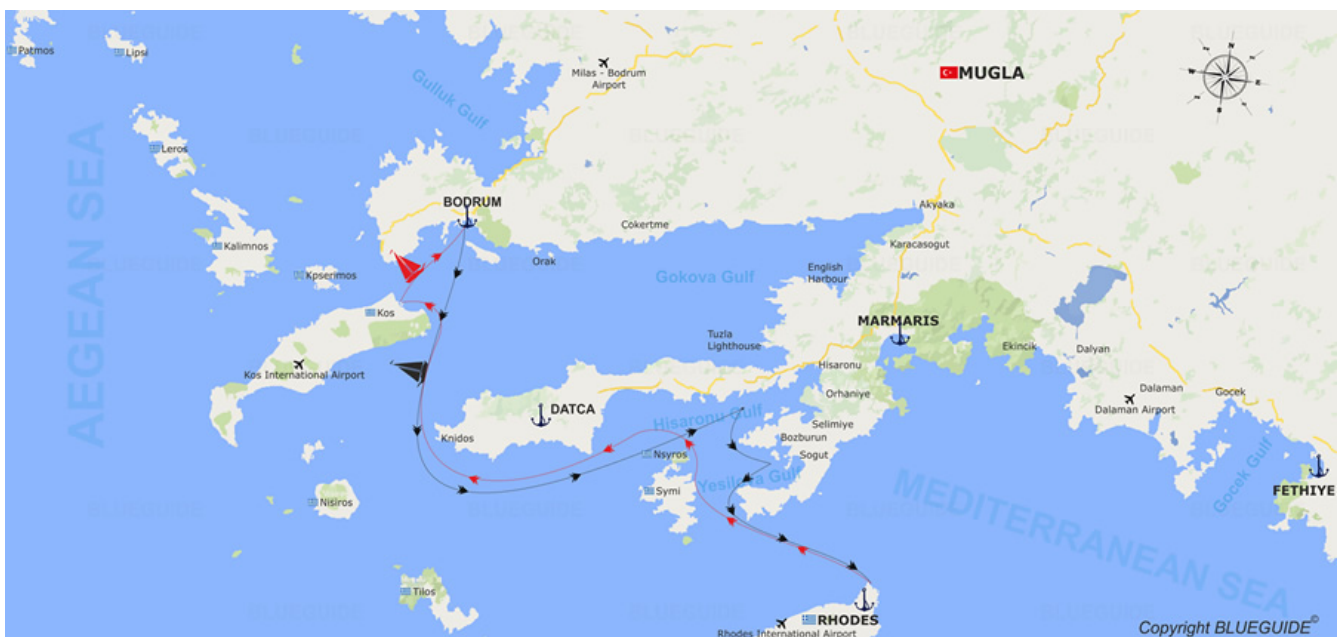 Patmos
Lipsi
Milas - Bodrum
Airport
MUGLA
N
W
E
S
Gulluk Gulf
BLUEGUIDE
BLUEGUIDE
Leros
AEGEAN SEA
BODRUM
Akyaka
Kalimnos
Cokertme
Karacasogut
Orak
Kpserimos
Gokova Gulf
English
Harbour
Kos
MARMARIS
Tuzla
Lighthouse
Ekincik
Dalyan
Hisaronu
Kos International Airport
Dalaman
Orhaniye
Gocek
Dalaman Airport
DATCA
Hisaronu Gulf
Selimiye
Knidos
Bozburun
Nsyros
Sogut
Gocek Gulf
Yesilova Gulf
FETHIYE
Symi
Nisiros
MEDITERRANEAN SEA
Tilos
RHODES
Rhodes International Airport
Copyright BLUEGUIDE©